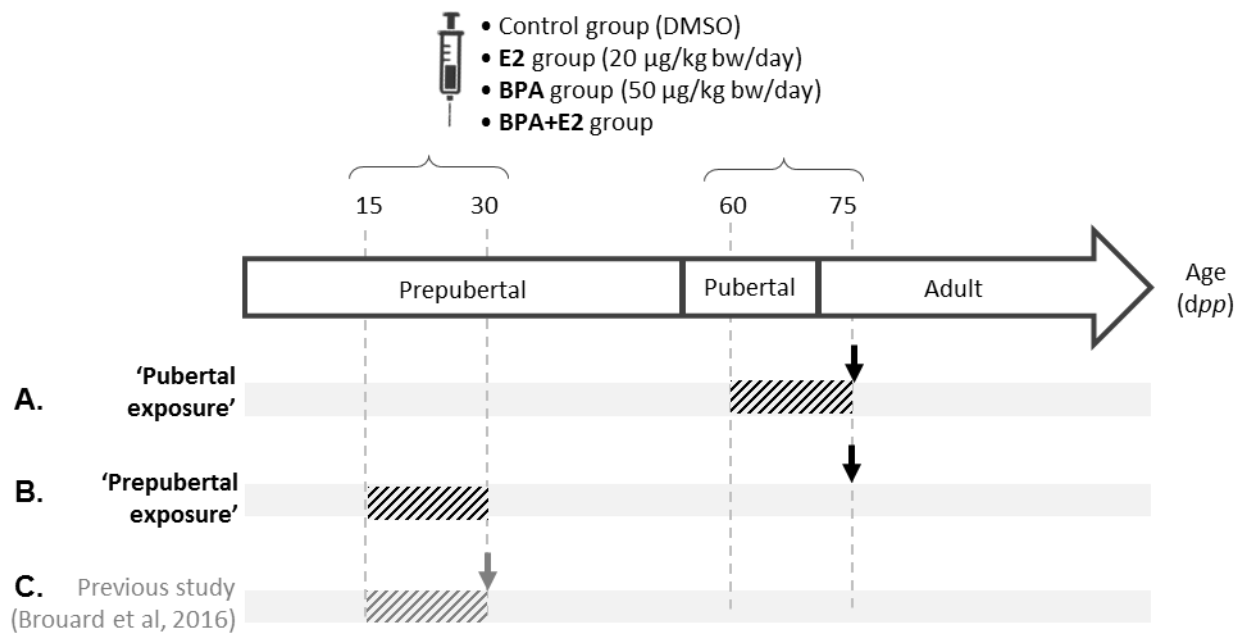 • Control group (DMSO)
• E2 group (20 µg/kg bw/day)
• BPA group (50 µg/kg bw/day)
• BPA+E2 group
15 30 60 75
Prepubertal Pubertal Adult
Age
(dpp)
A. 'Pubertal
exposure'
B. 'Prepubertal
exposure'
C. Previous study
(Brouard et al, 2016)